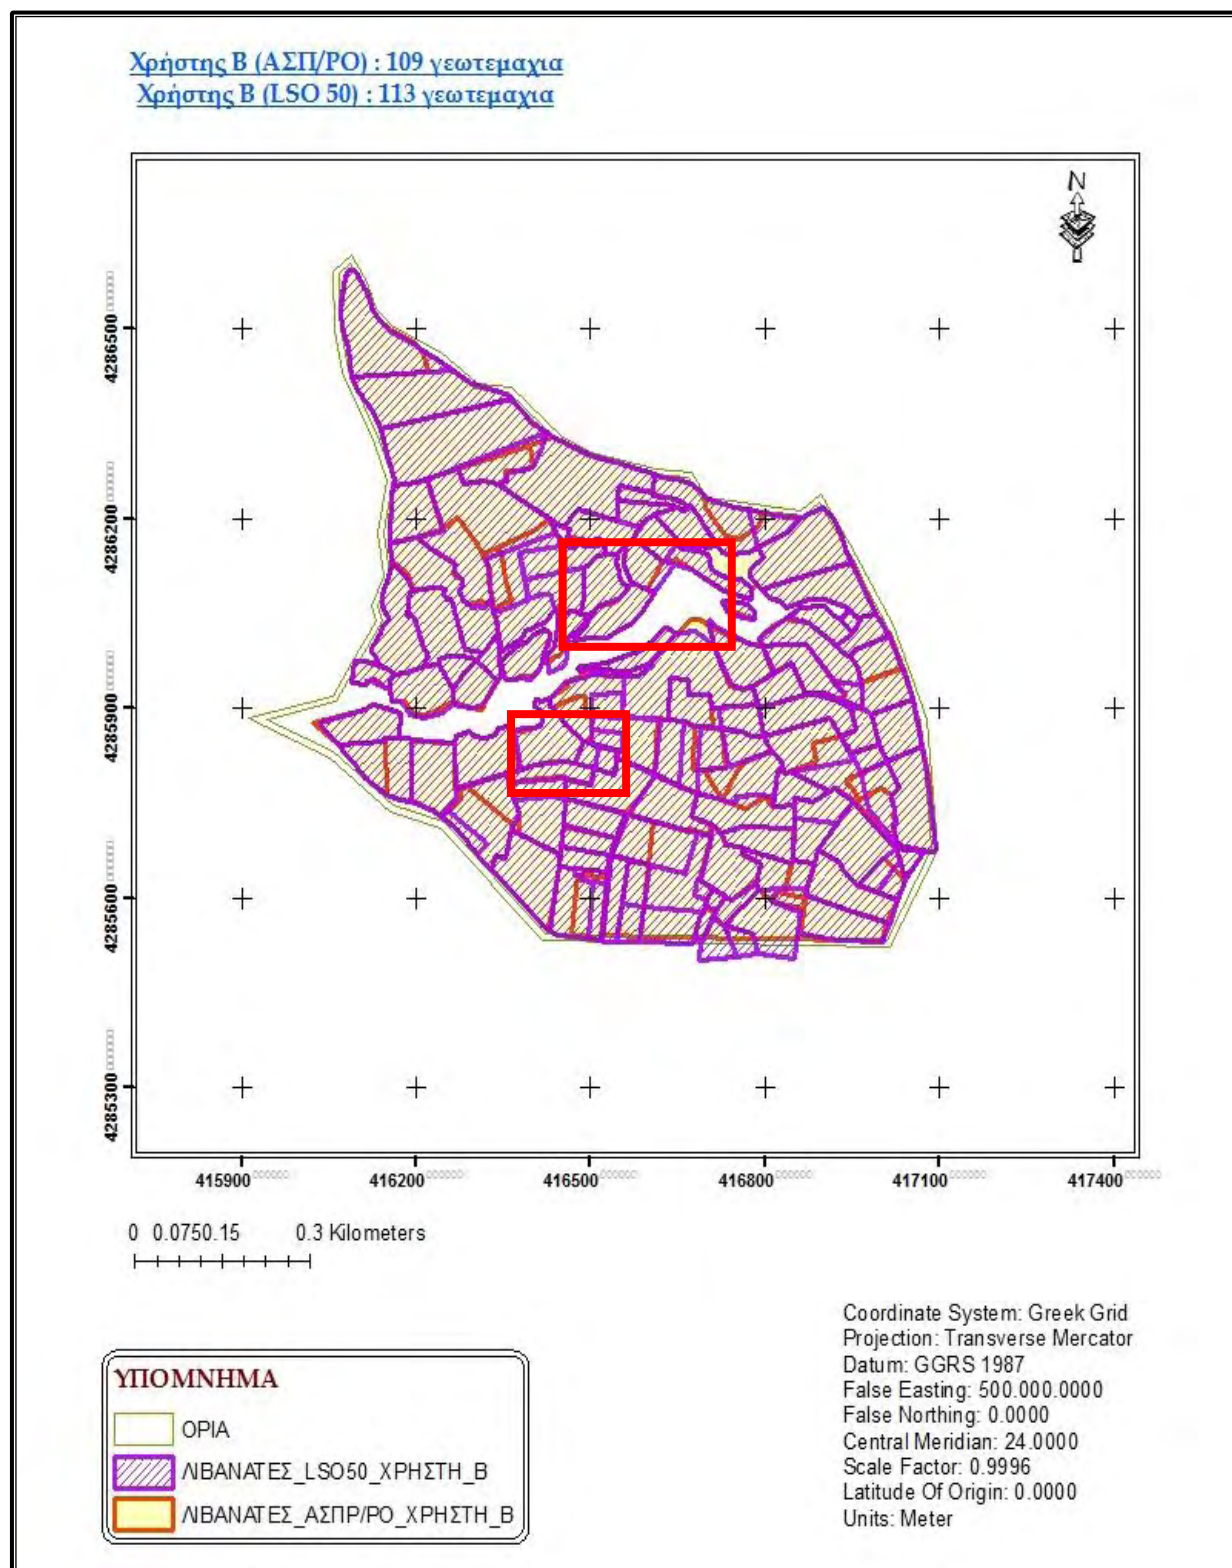 Χρήστης Β (ΑΣΠ/ΡΟ) : 109 γεωτεμαχια
Χρήστης Β (LSO 50) : 113 γεωτεμαχια
N
4286500
4286200
4285900
4285600
4285300
415900 416200 416500 416800 417100 417400
0 0.0750.15 0.3 Kilometers
Coordinate System: Greek Grid
Projection: Transverse Mercator
Datum: GGRS 1987
False Easting: 500.000.0000
False Northing: 0.0000
Central Meridian: 24.0000
Scale Factor: 0.9996
Latitude Of Origin: 0.0000
Units: Meter
ΥΠΟΜΝΗΜΑ
ΟΡΙΑ
ΛΙΒΑΝΑΤΕΣ_LSO50_ΧΡΗΣΤΗ_Β
ΛΙΒΑΝΑΤΕΣ_ΑΣΠΡ/ΡΟ_ΧΡΗΣΤΗ_Β